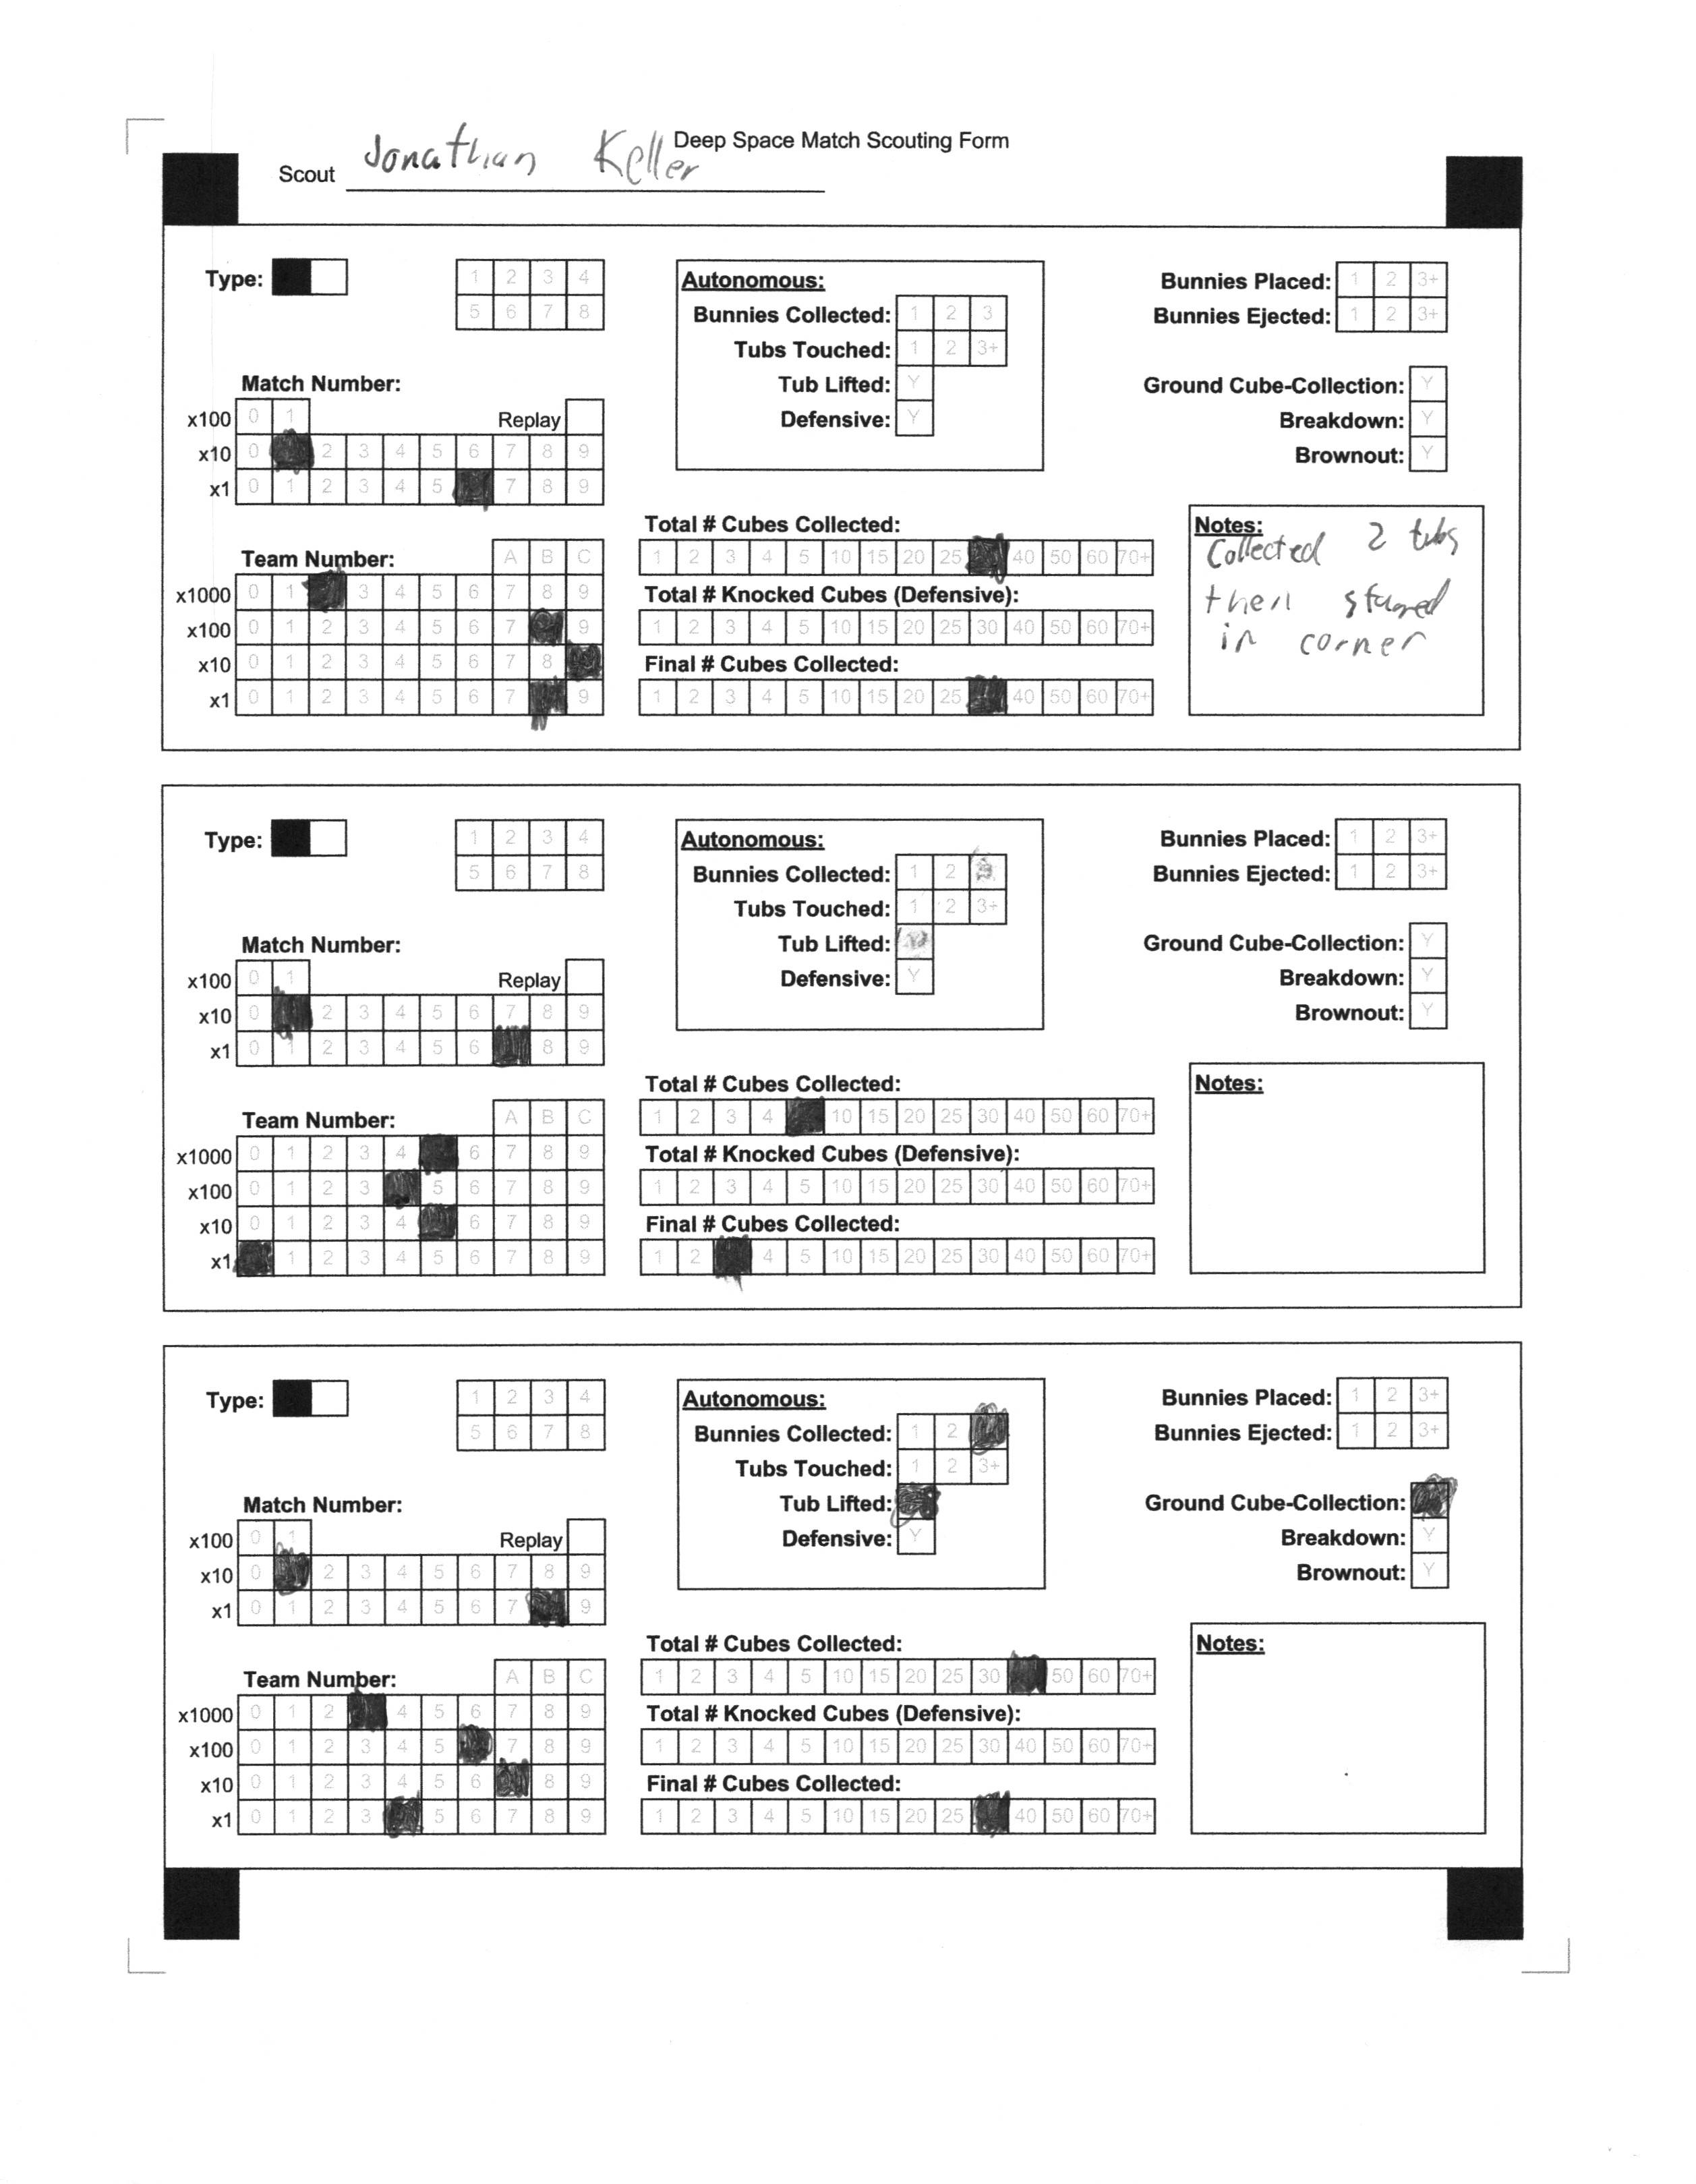 Deep Space Match Scouting Form
Scout Jonathan Keller
Type:
1 2 3 4
5 6 7 8
Autonomous:
Bunnies Collected: 1 2 3
Tubs Touched: 1 2 3+
Tub Lifted: Y
Defensive: Y
Bunnies Placed: 1 2 3+
Bunnies Ejected: 1 2 3+
Ground Cube-Collection: Y
Breakdown: Y
Brownout: Y
Match Number:
x100 0 1 Replay
x10 0 2 3 4 5 6 7 8 9
x1 0 1 2 3 4 5 7 8 9
Team Number: A B C
x1000 0 1 3 4 5 6 7 8 9
x100 0 1 2 3 4 5 6 7 9
x10 0 1 2 3 4 5 6 7 8
x1 0 1 2 3 4 5 6 7 9
Total # Cubes Collected:
1 2 3 4 5 10 15 20 25 40 50 60 70+
Total # Knocked Cubes (Defensive):
1 2 3 4 5 10 15 20 25 30 40 50 60 70+
Final # Cubes Collected:
1 2 3 4 5 10 15 20 25 40 50 60 70+
Notes:
Collected 2 tubs
then stayed
in corner
Type:
1 2 3 4
5 6 7 8
Autonomous:
Bunnies Collected: 1 2 3
Tubs Touched: 1 2 3+
Tub Lifted: Y
Defensive: Y
Bunnies Placed: 1 2 3+
Bunnies Ejected: 1 2 3+
Ground Cube-Collection: Y
Breakdown: Y
Brownout: Y
Match Number:
x100 0 1 Replay
x10 0 2 3 4 5 6 7 8 9
x1 0 1 2 3 4 5 6 8 9
Team Number: A B C
x1000 0 1 2 3 4 6 7 8 9
x100 0 1 2 3 5 6 7 8 9
x10 0 1 2 3 4 6 7 8 9
x1 1 2 3 4 5 6 7 8 9
Total # Cubes Collected:
1 2 3 4 10 15 20 25 30 40 50 60 70+
Total # Knocked Cubes (Defensive):
1 2 3 4 5 10 15 20 25 30 40 50 60 70+
Final # Cubes Collected:
1 2 4 5 10 15 20 25 30 40 50 60 70+
Notes:
Type:
1 2 3 4
5 6 7 8
Autonomous:
Bunnies Collected: 1 2
Tubs Touched: 1 2 3+
Tub Lifted:
Defensive: Y
Bunnies Placed: 1 2 3+
Bunnies Ejected: 1 2 3+
Ground Cube-Collection:
Breakdown: Y
Brownout: Y
Match Number:
x100 0 1 Replay
x10 0 2 3 4 5 6 7 8 9
x1 0 1 2 3 4 5 6 7 9
Team Number: A B C
x1000 0 1 2 4 5 6 7 8 9
x100 0 1 2 3 4 5 7 8 9
x10 0 1 2 3 4 5 6 8 9
x1 0 1 2 3 5 6 7 8 9
Total # Cubes Collected:
1 2 3 4 5 10 15 20 25 30 50 60 70+
Total # Knocked Cubes (Defensive):
1 2 3 4 5 10 15 20 25 30 40 50 60 70+
Final # Cubes Collected:
1 2 3 4 5 10 15 20 25 40 50 60 70+
Notes: